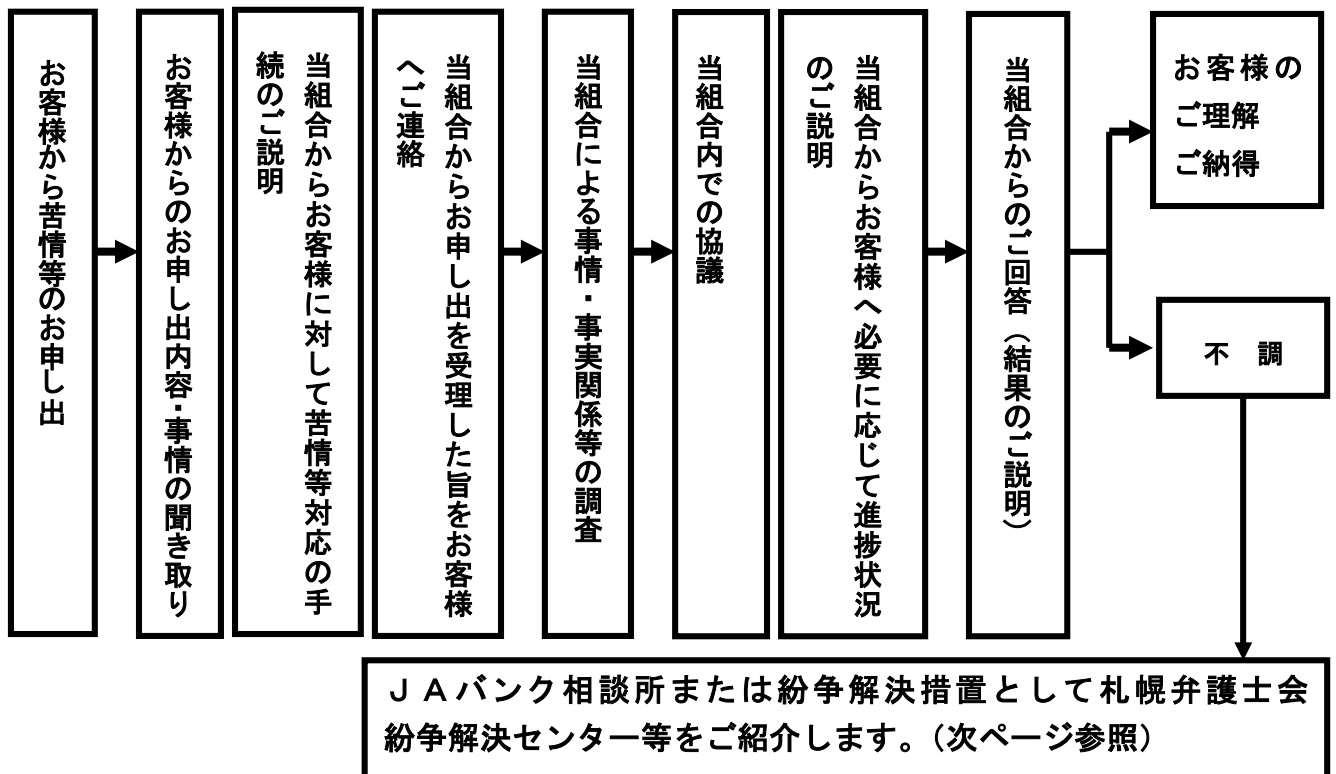 お客様から苦情等のお申し出
お客様からのお申し出内容・事情の聞き取り
当組合からお客様に対して苦情等対応の手
続のご説明
当組合からお申し出を受理した旨をお客様
へご連絡
当組合による事情・事実関係等の調査
当組合内での協議
当組合からお客様へ必要に応じて進捗状況
のご説明
当組合からのご回答（結果のご説明）
お客様の
ご理解
ご納得
不　調
ＪＡバンク相談所または紛争解決措置として札幌弁護士会
紛争解決センター等をご紹介します。（次ページ参照）